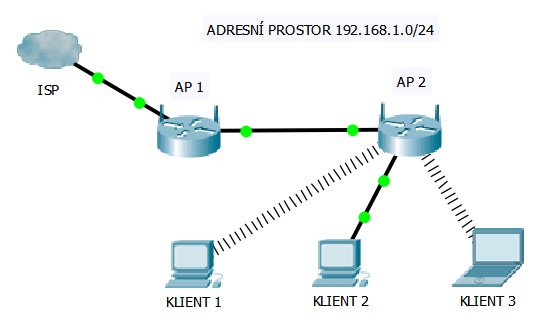 ADRESNÍ PROSTOR 192.168.1.0/24
ISP
AP 1
AP 2
KLIENT 1
KLIENT 2
KLIENT 3